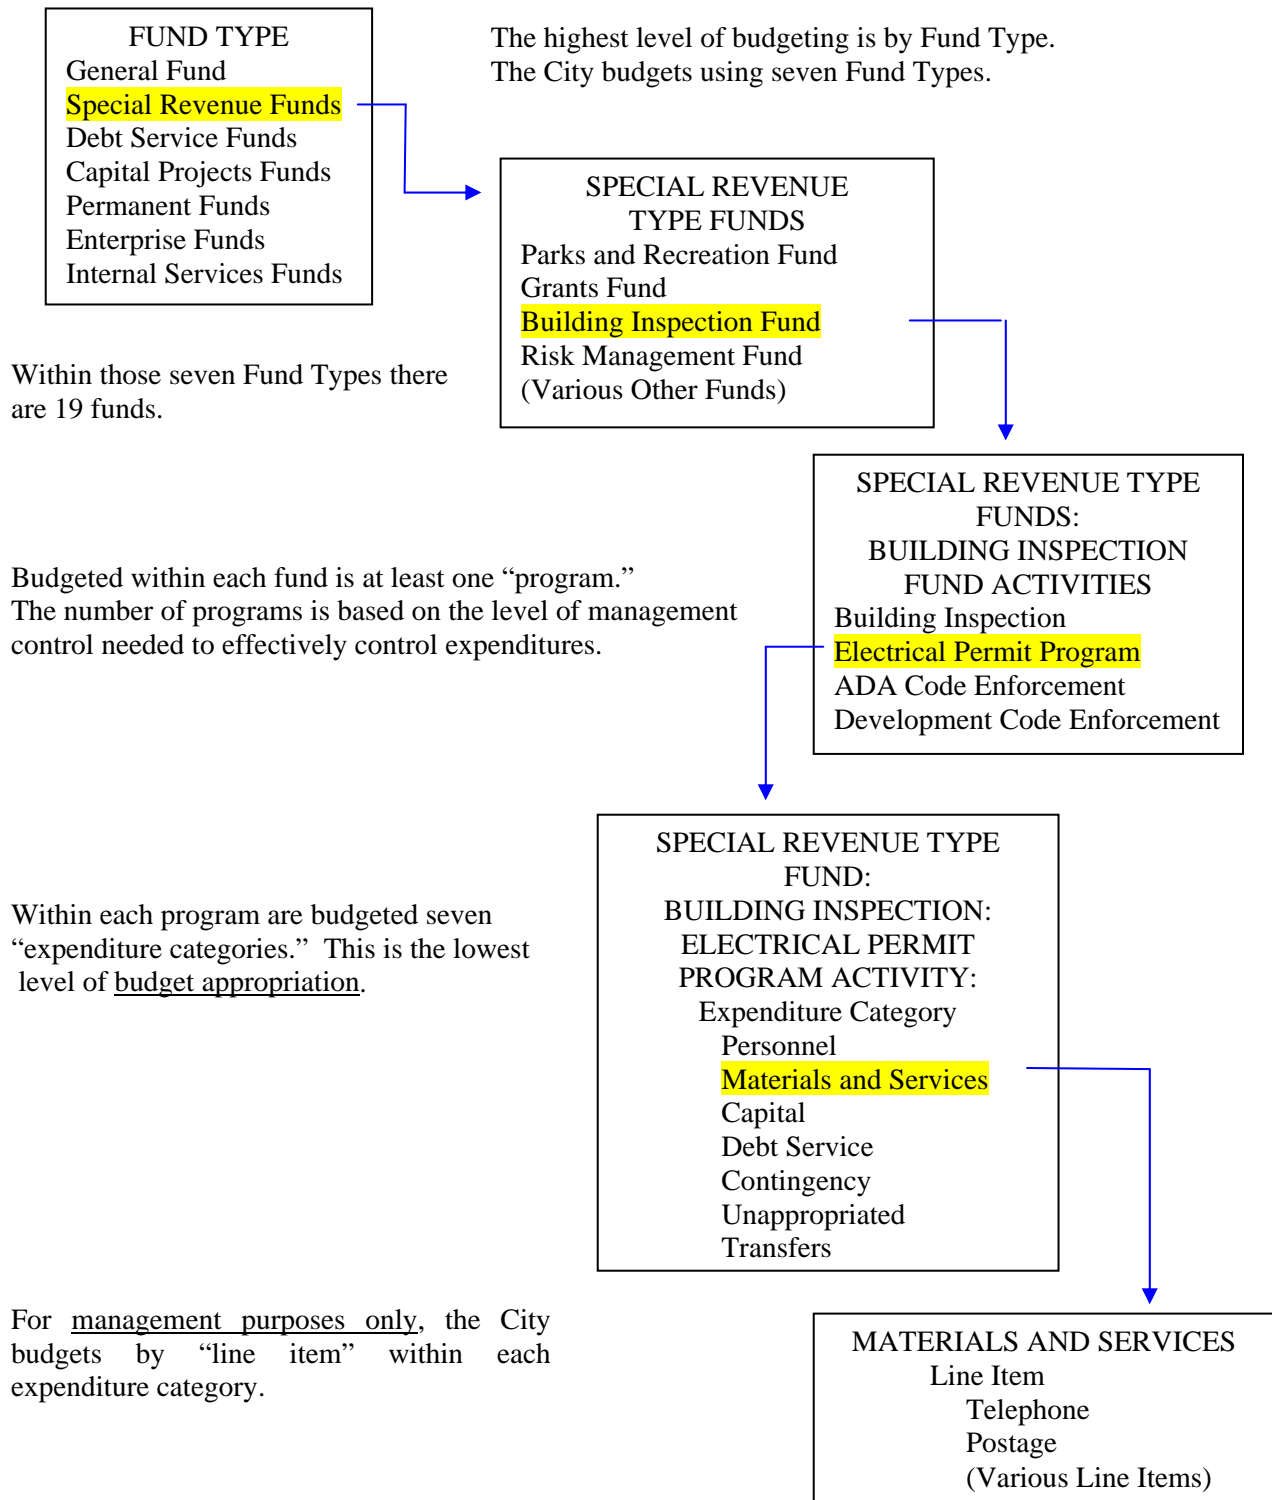 FUND TYPE
General Fund
Special Revenue Funds
Debt Service Funds
Capital Projects Funds
Permanent Funds
Enterprise Funds
Internal Services Funds
The highest level of budgeting is by Fund Type.
The City budgets using seven Fund Types.
SPECIAL REVENUE
TYPE FUNDS
Parks and Recreation Fund
Grants Fund
Building Inspection Fund
Risk Management Fund
(Various Other Funds)
Within those seven Fund Types there
are 19 funds.
SPECIAL REVENUE TYPE
FUNDS:
BUILDING INSPECTION
FUND ACTIVITIES
Building Inspection
Electrical Permit Program
ADA Code Enforcement
Development Code Enforcement
Budgeted within each fund is at least one “program.”
The number of programs is based on the level of management
control needed to effectively control expenditures.
SPECIAL REVENUE TYPE
FUND:
BUILDING INSPECTION:
ELECTRICAL PERMIT
PROGRAM ACTIVITY:
Expenditure Category
Personnel
Materials and Services
Capital
Debt Service
Contingency
Unappropriated
Transfers
Within each program are budgeted seven
“expenditure categories.” This is the lowest
level of budget appropriation.
For management purposes only, the City
budgets by “line item” within each
expenditure category.
MATERIALS AND SERVICES
Line Item
Telephone
Postage
(Various Line Items)